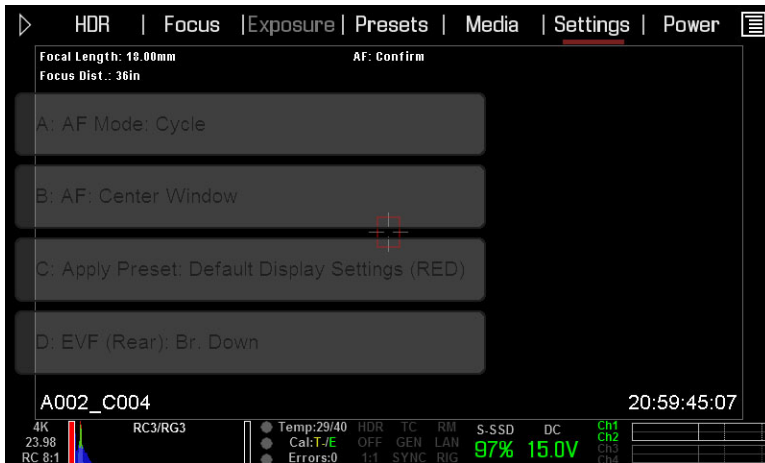 HDR | Focus | Exposure | Presets | Media | Settings | Power
Focal Length: 18.00mm AF: Confirm
Focus Dist.: 36in
A: AF Mode: Cycle
B: AF: Center Window
C: Apply Preset: Default Display Settings (RED)
D: EVF (Rear): Br. Down
A002_C004 20:59:45:07
4K RC3/RG3 Temp:29/40 HDR TC RM S-SSD DC Ch1
23.98 Cal:T-/E OFF GEN LAN 97% 15.0V Ch2
RC 8:1 Errors:0 1:1 SYNC RIG Ch3
Ch4